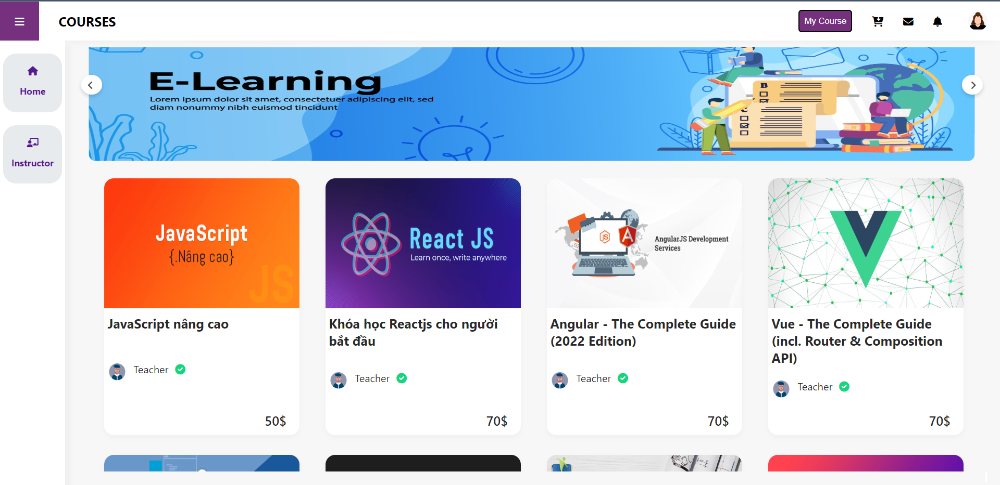 COURSES
My Course
Home
Instructor
E-Learning
Lorem ipsum dolor sit amet, consectetuer adipiscing elit, sed
diam nonummy nibh euismod tincidunt
B
C
JavaScript
{.Nâng cao}
JS
React JS
Learn once, write anywhere
JS
A
AngularJS Development
Services
JavaScript nâng cao
Khóa học Reactjs cho người
bắt đầu
Angular - The Complete Guide
(2022 Edition)
Vue - The Complete Guide
(incl. Router & Composition
API)
Teacher
Teacher
Teacher
Teacher
50$
70$
70$
70$